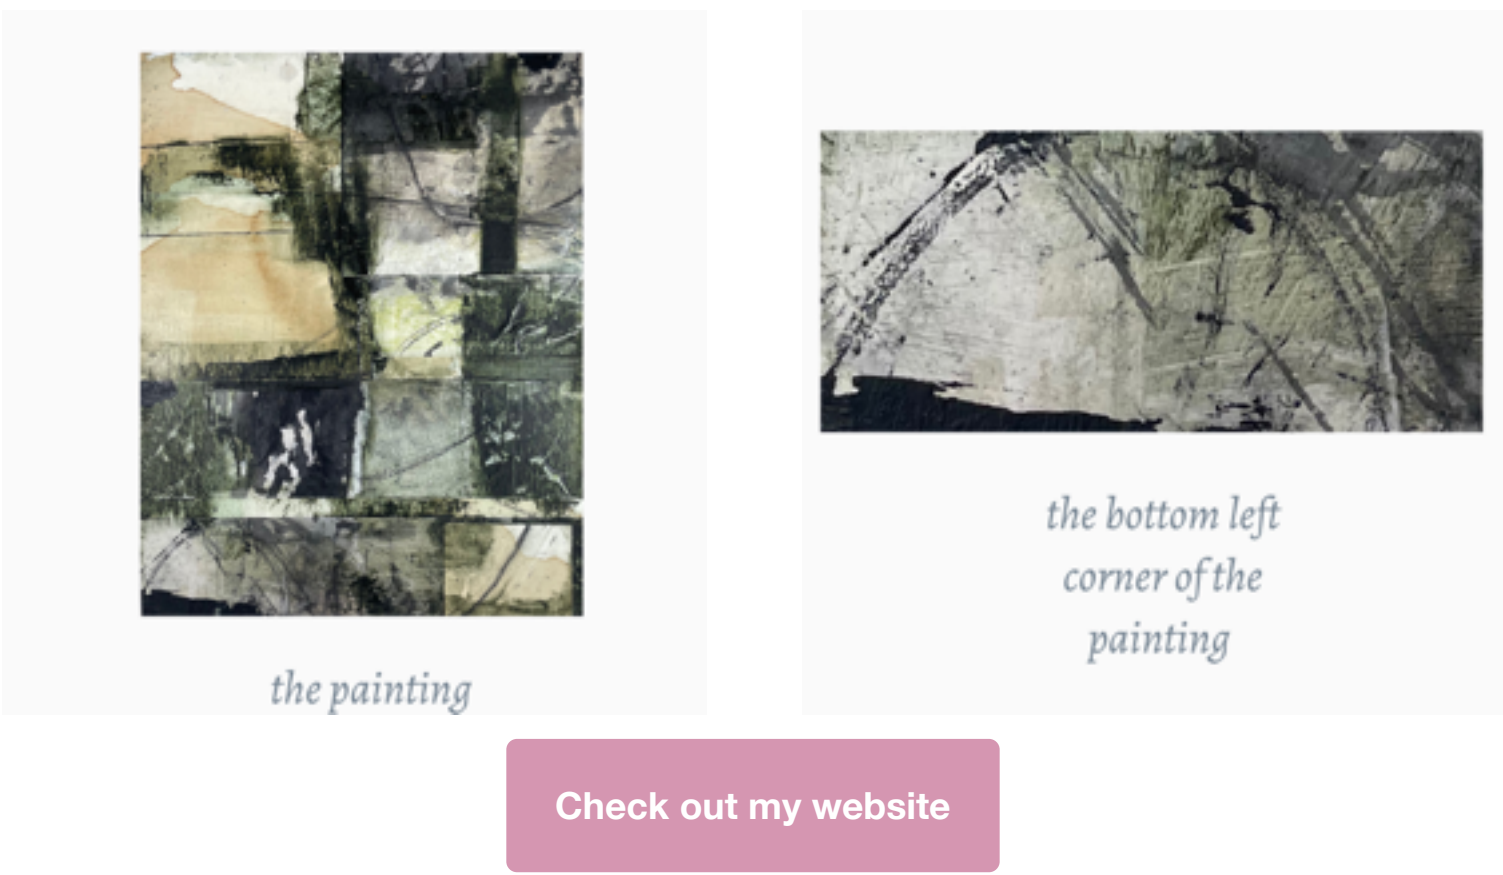 the painting
the bottom left
corner of the
painting
Check out my website